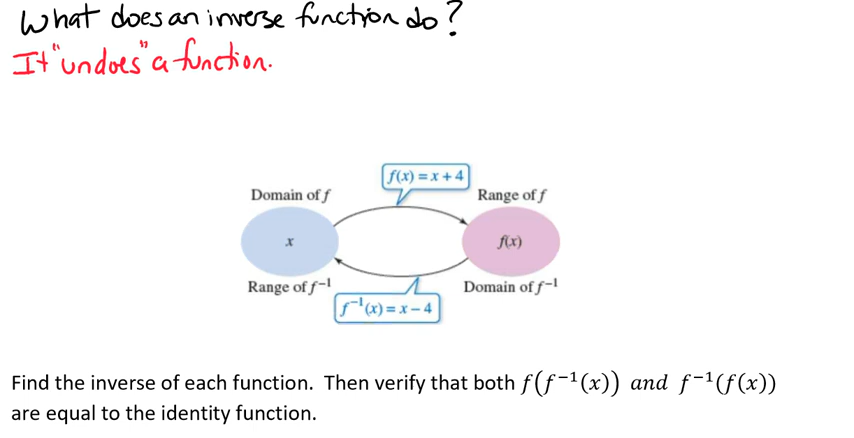 What does an inverse function do?
It "undoes" a function.
f(x) = x + 4
Domain of f
Range of f
x
f(x)
Range of f⁻¹
Domain of f⁻¹
f⁻¹(x) = x − 4
Find the inverse of each function. Then verify that both f(f⁻¹(x)) and f⁻¹(f(x))
are equal to the identity function.